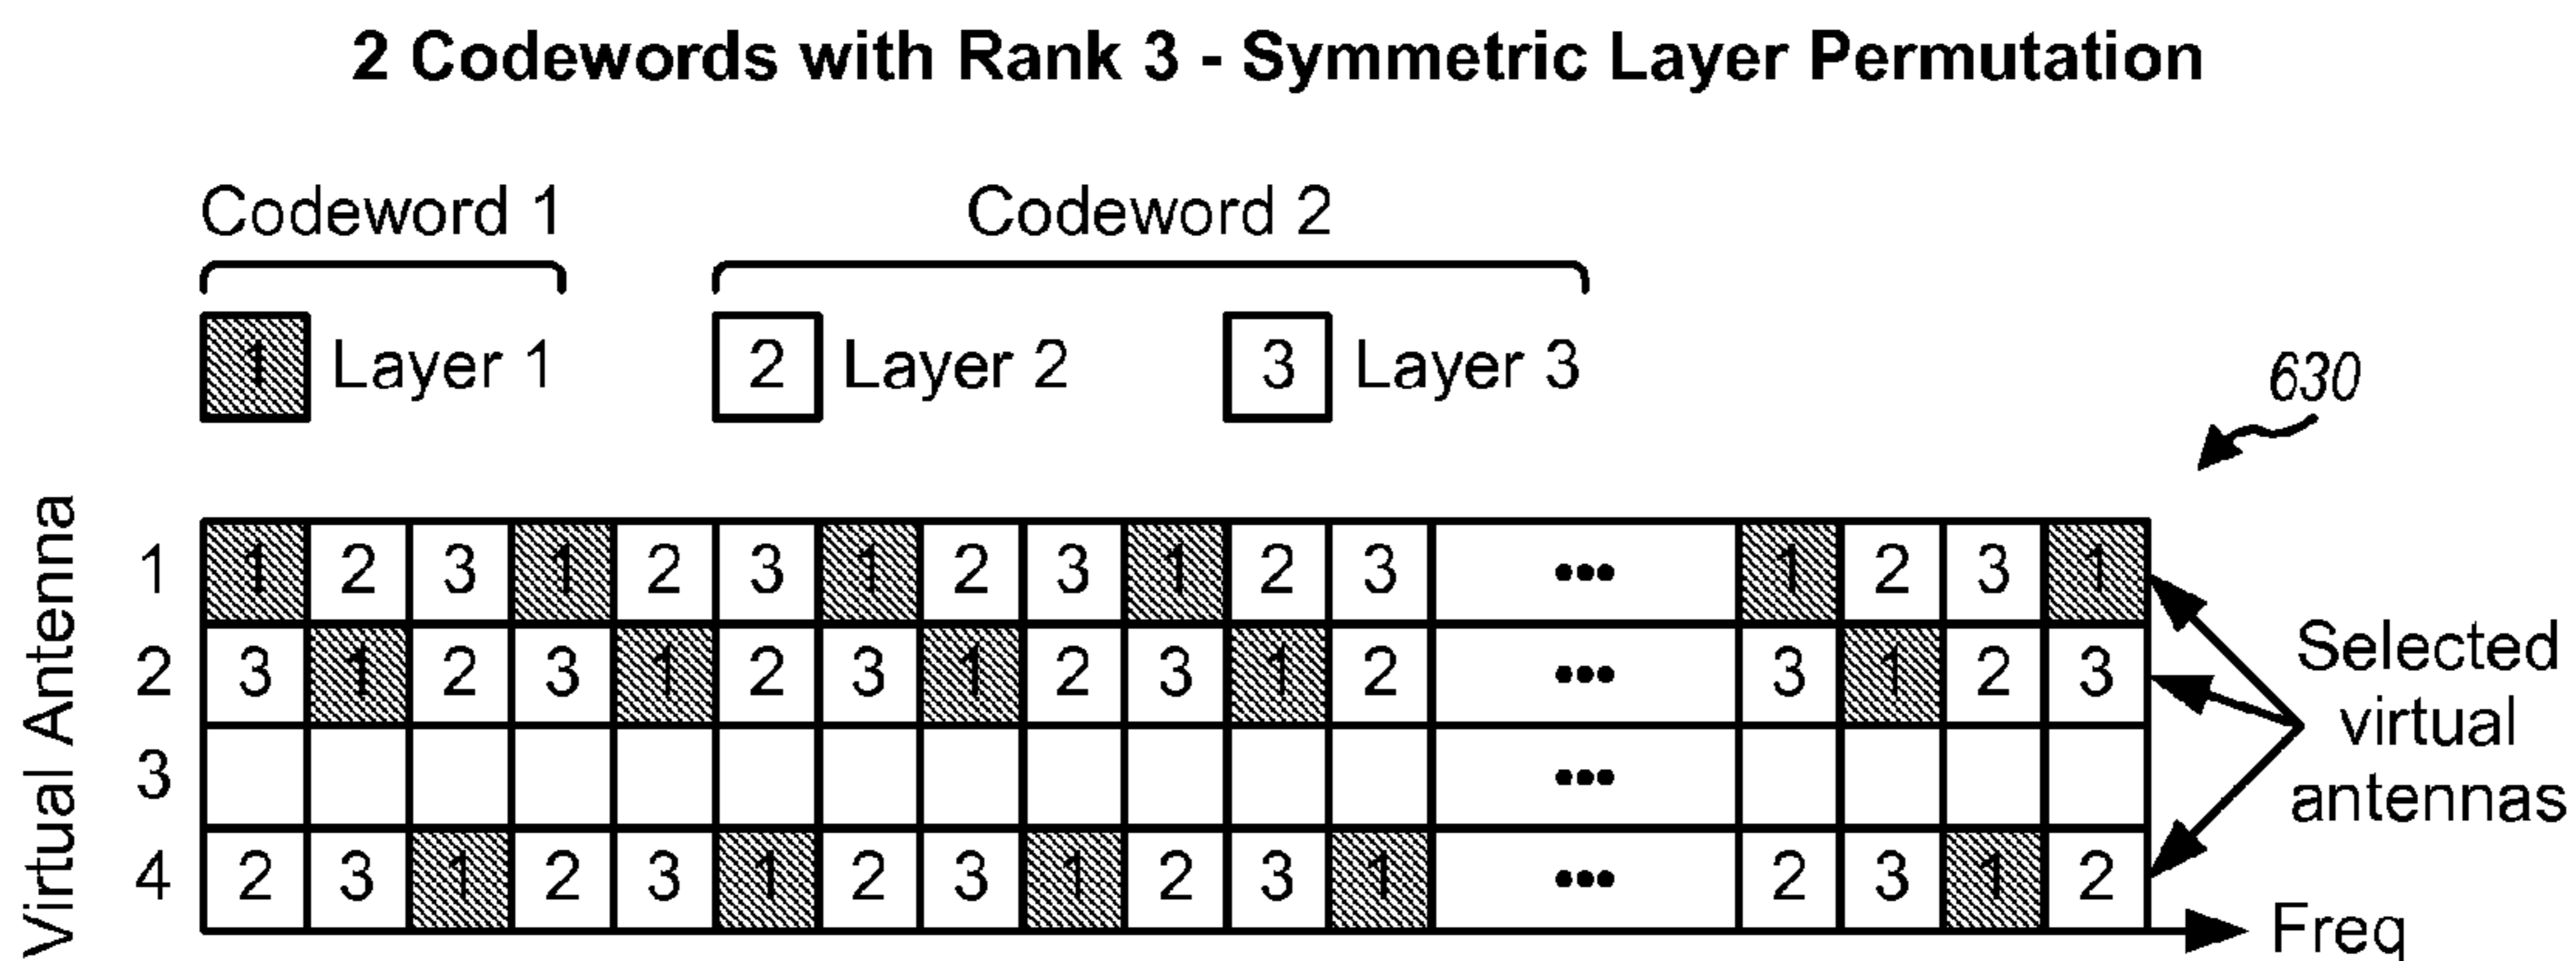 2 Codewords with Rank 3 - Symmetric Layer Permutation
Codeword 1 Codeword 2
1 Layer 1 2 Layer 2 3 Layer 3
630
Virtual Antenna
1 1 2 3 1 2 3 1 2 3 1 2 3 ••• 1 2 3 1
2 3 1 2 3 1 2 3 1 2 3 1 2 ••• 3 1 2 3
3 •••
4 2 3 1 2 3 1 2 3 1 2 3 1 ••• 2 3 1 2
Selected
virtual
antennas
Freq